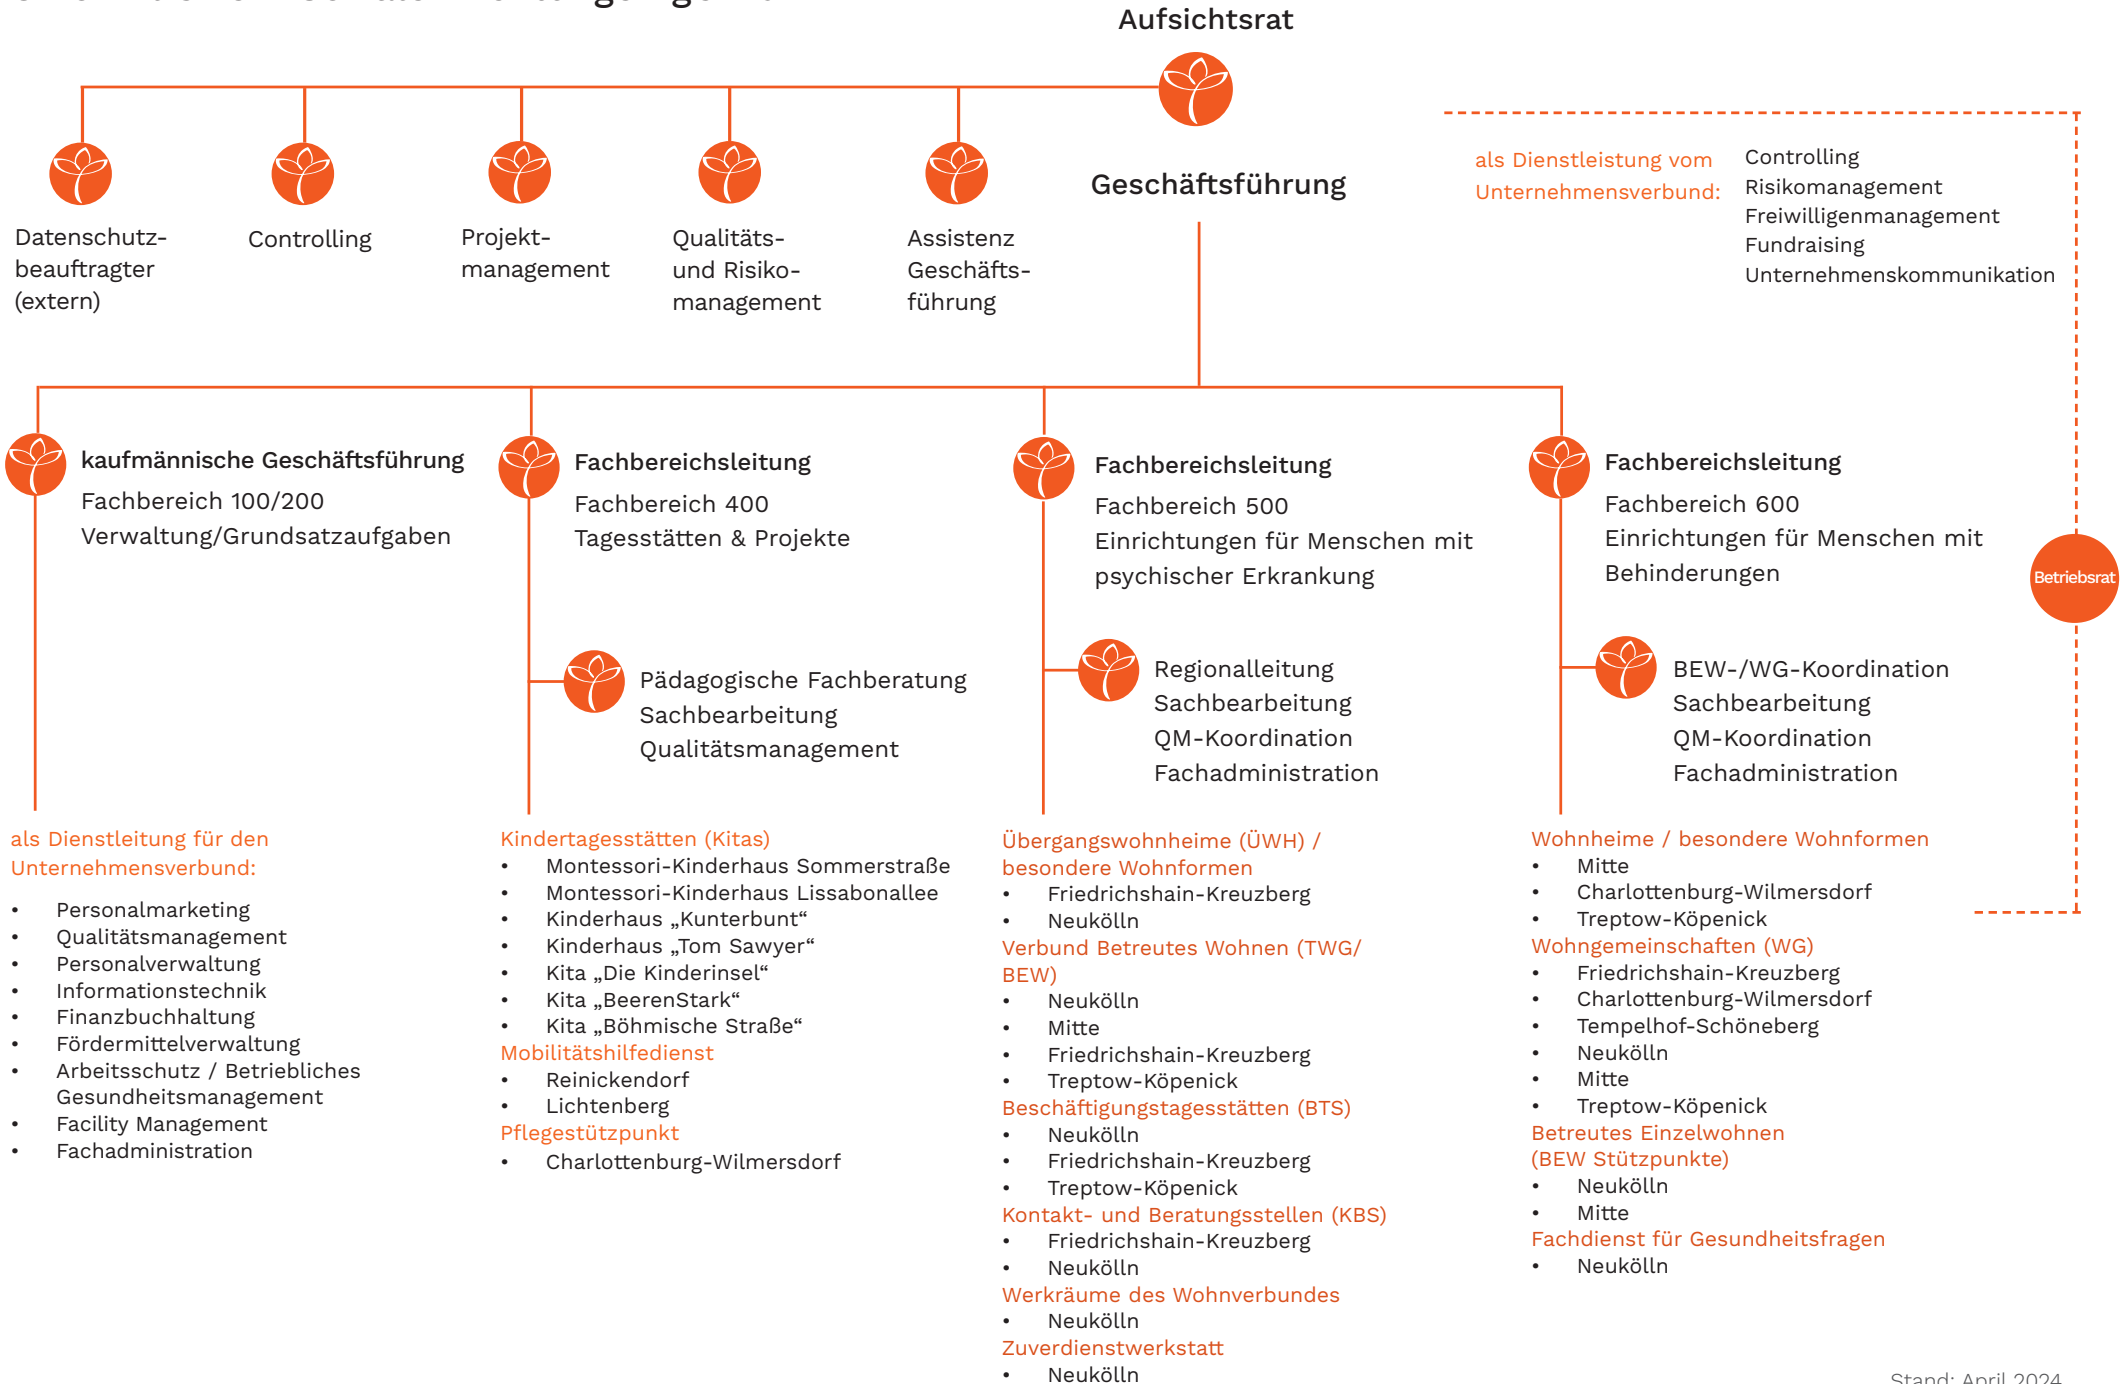 Aufsichtsrat
Geschäftsführung
Datenschutz-
beauftragter
(extern)
Controlling
Projekt-
management
Qualitäts-
und Risiko-
management
Assistenz
Geschäfts-
führung
als Dienstleistung vom
Unternehmensverbund:
Controlling
Risikomanagement
Freiwilligenmanagement
Fundraising
Unternehmenskommunikation
kaufmännische Geschäftsführung
Fachbereich 100/200
Verwaltung/Grundsatzaufgaben
Fachbereichsleitung
Fachbereich 400
Tagesstätten & Projekte
Fachbereichsleitung
Fachbereich 500
Einrichtungen für Menschen mit
psychischer Erkrankung
Fachbereichsleitung
Fachbereich 600
Einrichtungen für Menschen mit
Behinderungen
Betriebsrat
Pädagogische Fachberatung
Sachbearbeitung
Qualitätsmanagement
Regionalleitung
Sachbearbeitung
QM-Koordination
Fachadministration
BEW-/WG-Koordination
Sachbearbeitung
QM-Koordination
Fachadministration
als Dienstleitung für den
Unternehmensverbund:
• Personalmarketing
• Qualitätsmanagement
• Personalverwaltung
• Informationstechnik
• Finanzbuchhaltung
• Fördermittelverwaltung
• Arbeitsschutz / Betriebliches
Gesundheitsmanagement
• Facility Management
• Fachadministration
Kindertagesstätten (Kitas)
• Montessori-Kinderhaus Sommerstraße
• Montessori-Kinderhaus Lissabonallee
• Kinderhaus „Kunterbunt“
• Kinderhaus „Tom Sawyer“
• Kita „Die Kinderinsel“
• Kita „BeerenStark“
• Kita „Böhmische Straße“
Mobilitätshilfedienst
• Reinickendorf
• Lichtenberg
Pflegestützpunkt
• Charlottenburg-Wilmersdorf
Übergangswohnheime (ÜWH) /
besondere Wohnformen
• Friedrichshain-Kreuzberg
• Neukölln
Verbund Betreutes Wohnen (TWG/
BEW)
• Neukölln
• Mitte
• Friedrichshain-Kreuzberg
• Treptow-Köpenick
Beschäftigungstagesstätten (BTS)
• Neukölln
• Friedrichshain-Kreuzberg
• Treptow-Köpenick
Kontakt- und Beratungsstellen (KBS)
• Friedrichshain-Kreuzberg
• Neukölln
Werkräume des Wohnverbundes
• Neukölln
Zuverdienstwerkstatt
• Neukölln
Wohnheime / besondere Wohnformen
• Mitte
• Charlottenburg-Wilmersdorf
• Treptow-Köpenick
Wohngemeinschaften (WG)
• Friedrichshain-Kreuzberg
• Charlottenburg-Wilmersdorf
• Tempelhof-Schöneberg
• Neukölln
• Mitte
• Treptow-Köpenick
Betreutes Einzelwohnen
(BEW Stützpunkte)
• Neukölln
• Mitte
Fachdienst für Gesundheitsfragen
• Neukölln
Stand: April 2024